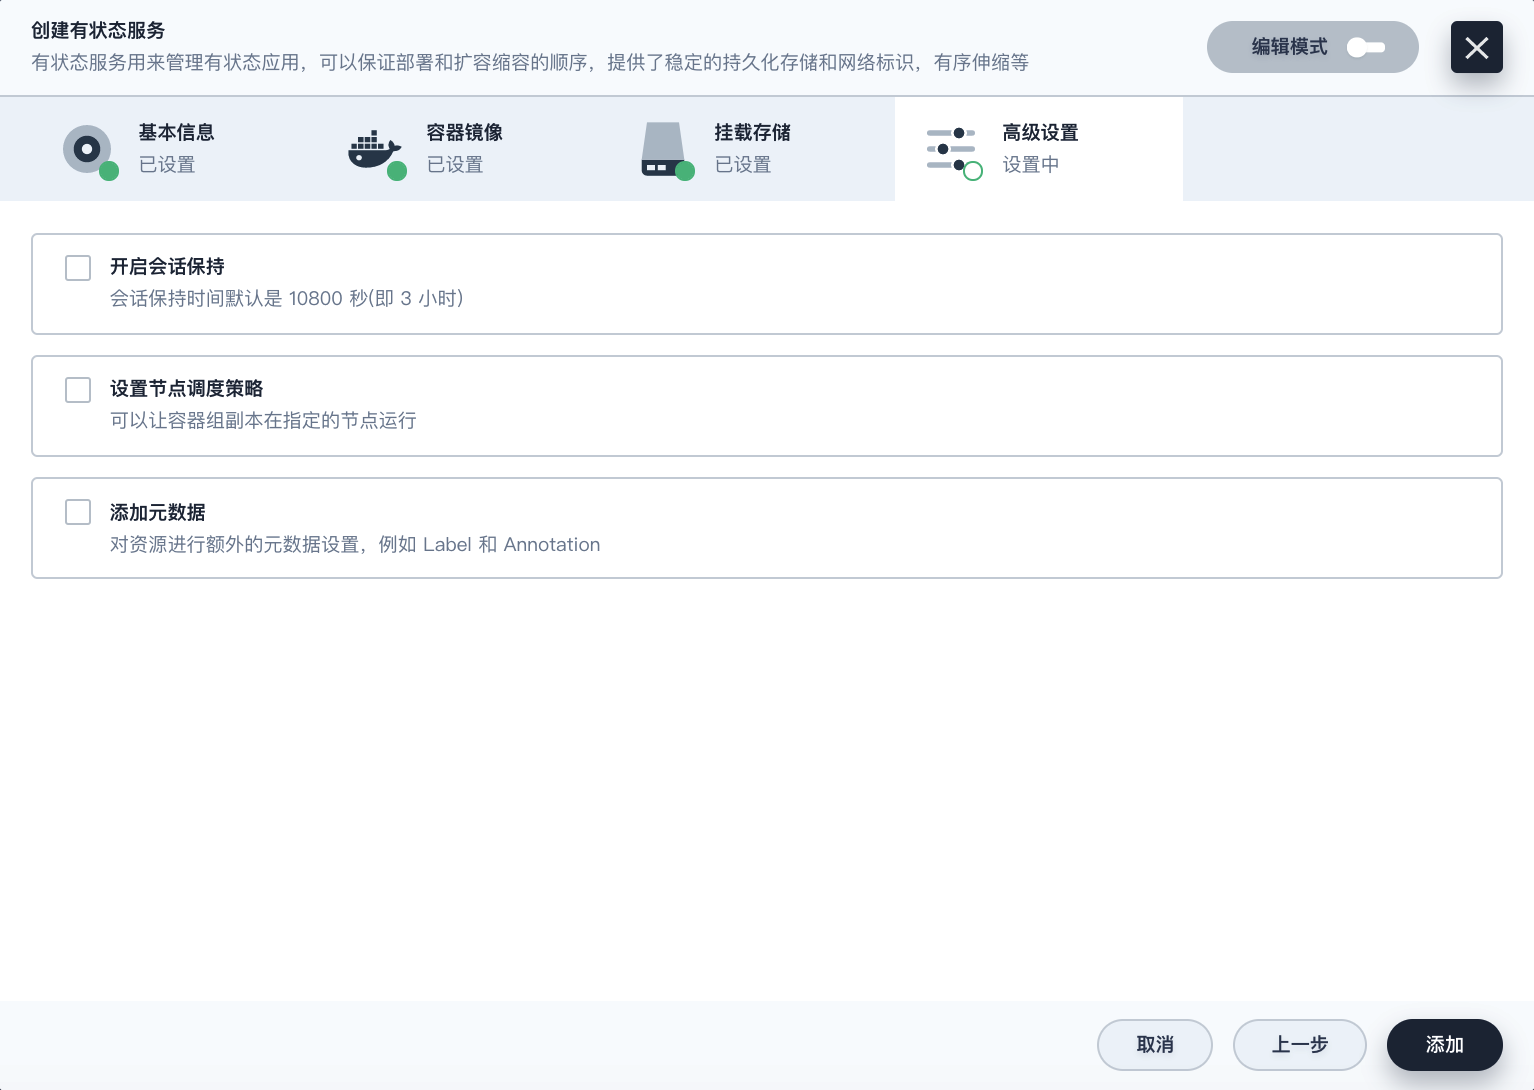 创建有状态服务
有状态服务用来管理有状态应用，可以保证部署和扩容缩容的顺序，提供了稳定的持久化存储和网络标识，有序伸缩等
编辑模式
基本信息
已设置
容器镜像
已设置
挂载存储
已设置
高级设置
设置中
开启会话保持
会话保持时间默认是 10800 秒(即 3 小时)
设置节点调度策略
可以让容器组副本在指定的节点运行
添加元数据
对资源进行额外的元数据设置，例如 Label 和 Annotation
取消
上一步
添加